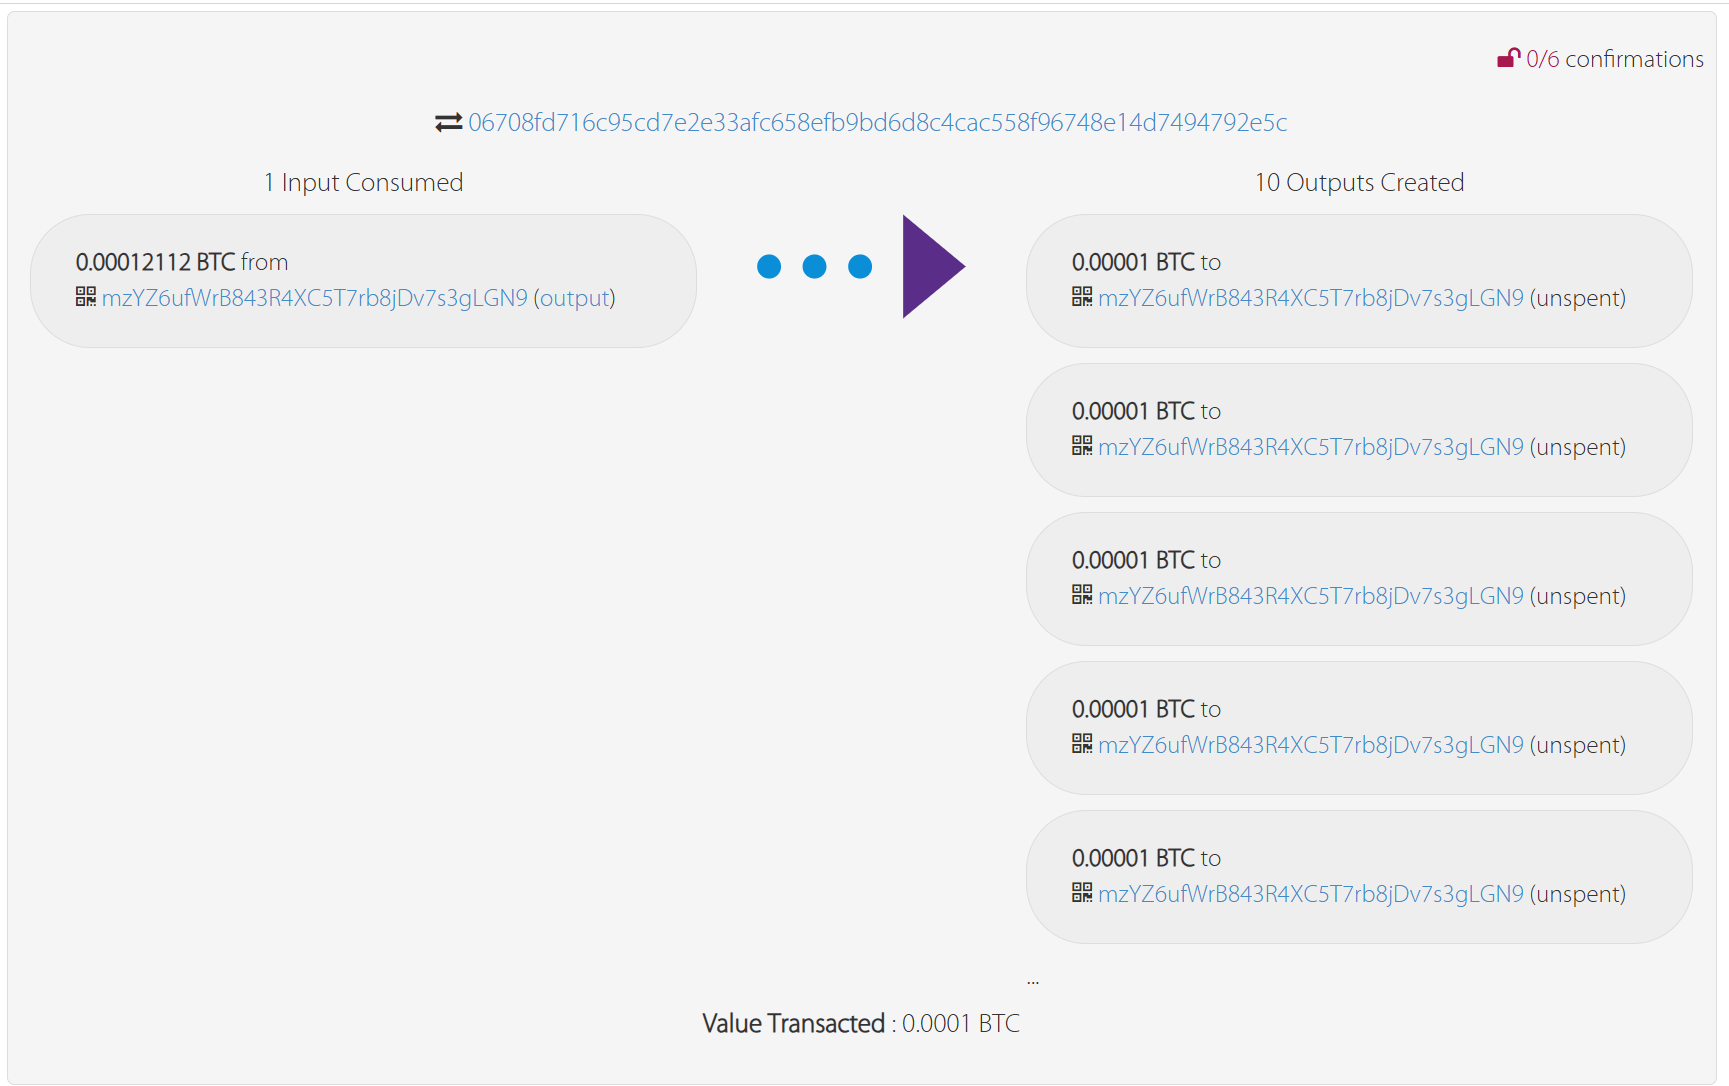 0/6 confirmations
06708fd716c95cd7e2e33afc658efb9bd6d8c4cac558f96748e14d7494792e5c
1 Input Consumed
0.00012112 BTC from
mzYZ6ufWrB843R4XC5T7rb8jDv7s3gLGN9 (output)
10 Outputs Created
0.00001 BTC to
mzYZ6ufWrB843R4XC5T7rb8jDv7s3gLGN9 (unspent)
0.00001 BTC to
mzYZ6ufWrB843R4XC5T7rb8jDv7s3gLGN9 (unspent)
0.00001 BTC to
mzYZ6ufWrB843R4XC5T7rb8jDv7s3gLGN9 (unspent)
0.00001 BTC to
mzYZ6ufWrB843R4XC5T7rb8jDv7s3gLGN9 (unspent)
0.00001 BTC to
mzYZ6ufWrB843R4XC5T7rb8jDv7s3gLGN9 (unspent)
...
Value Transacted : 0.0001 BTC